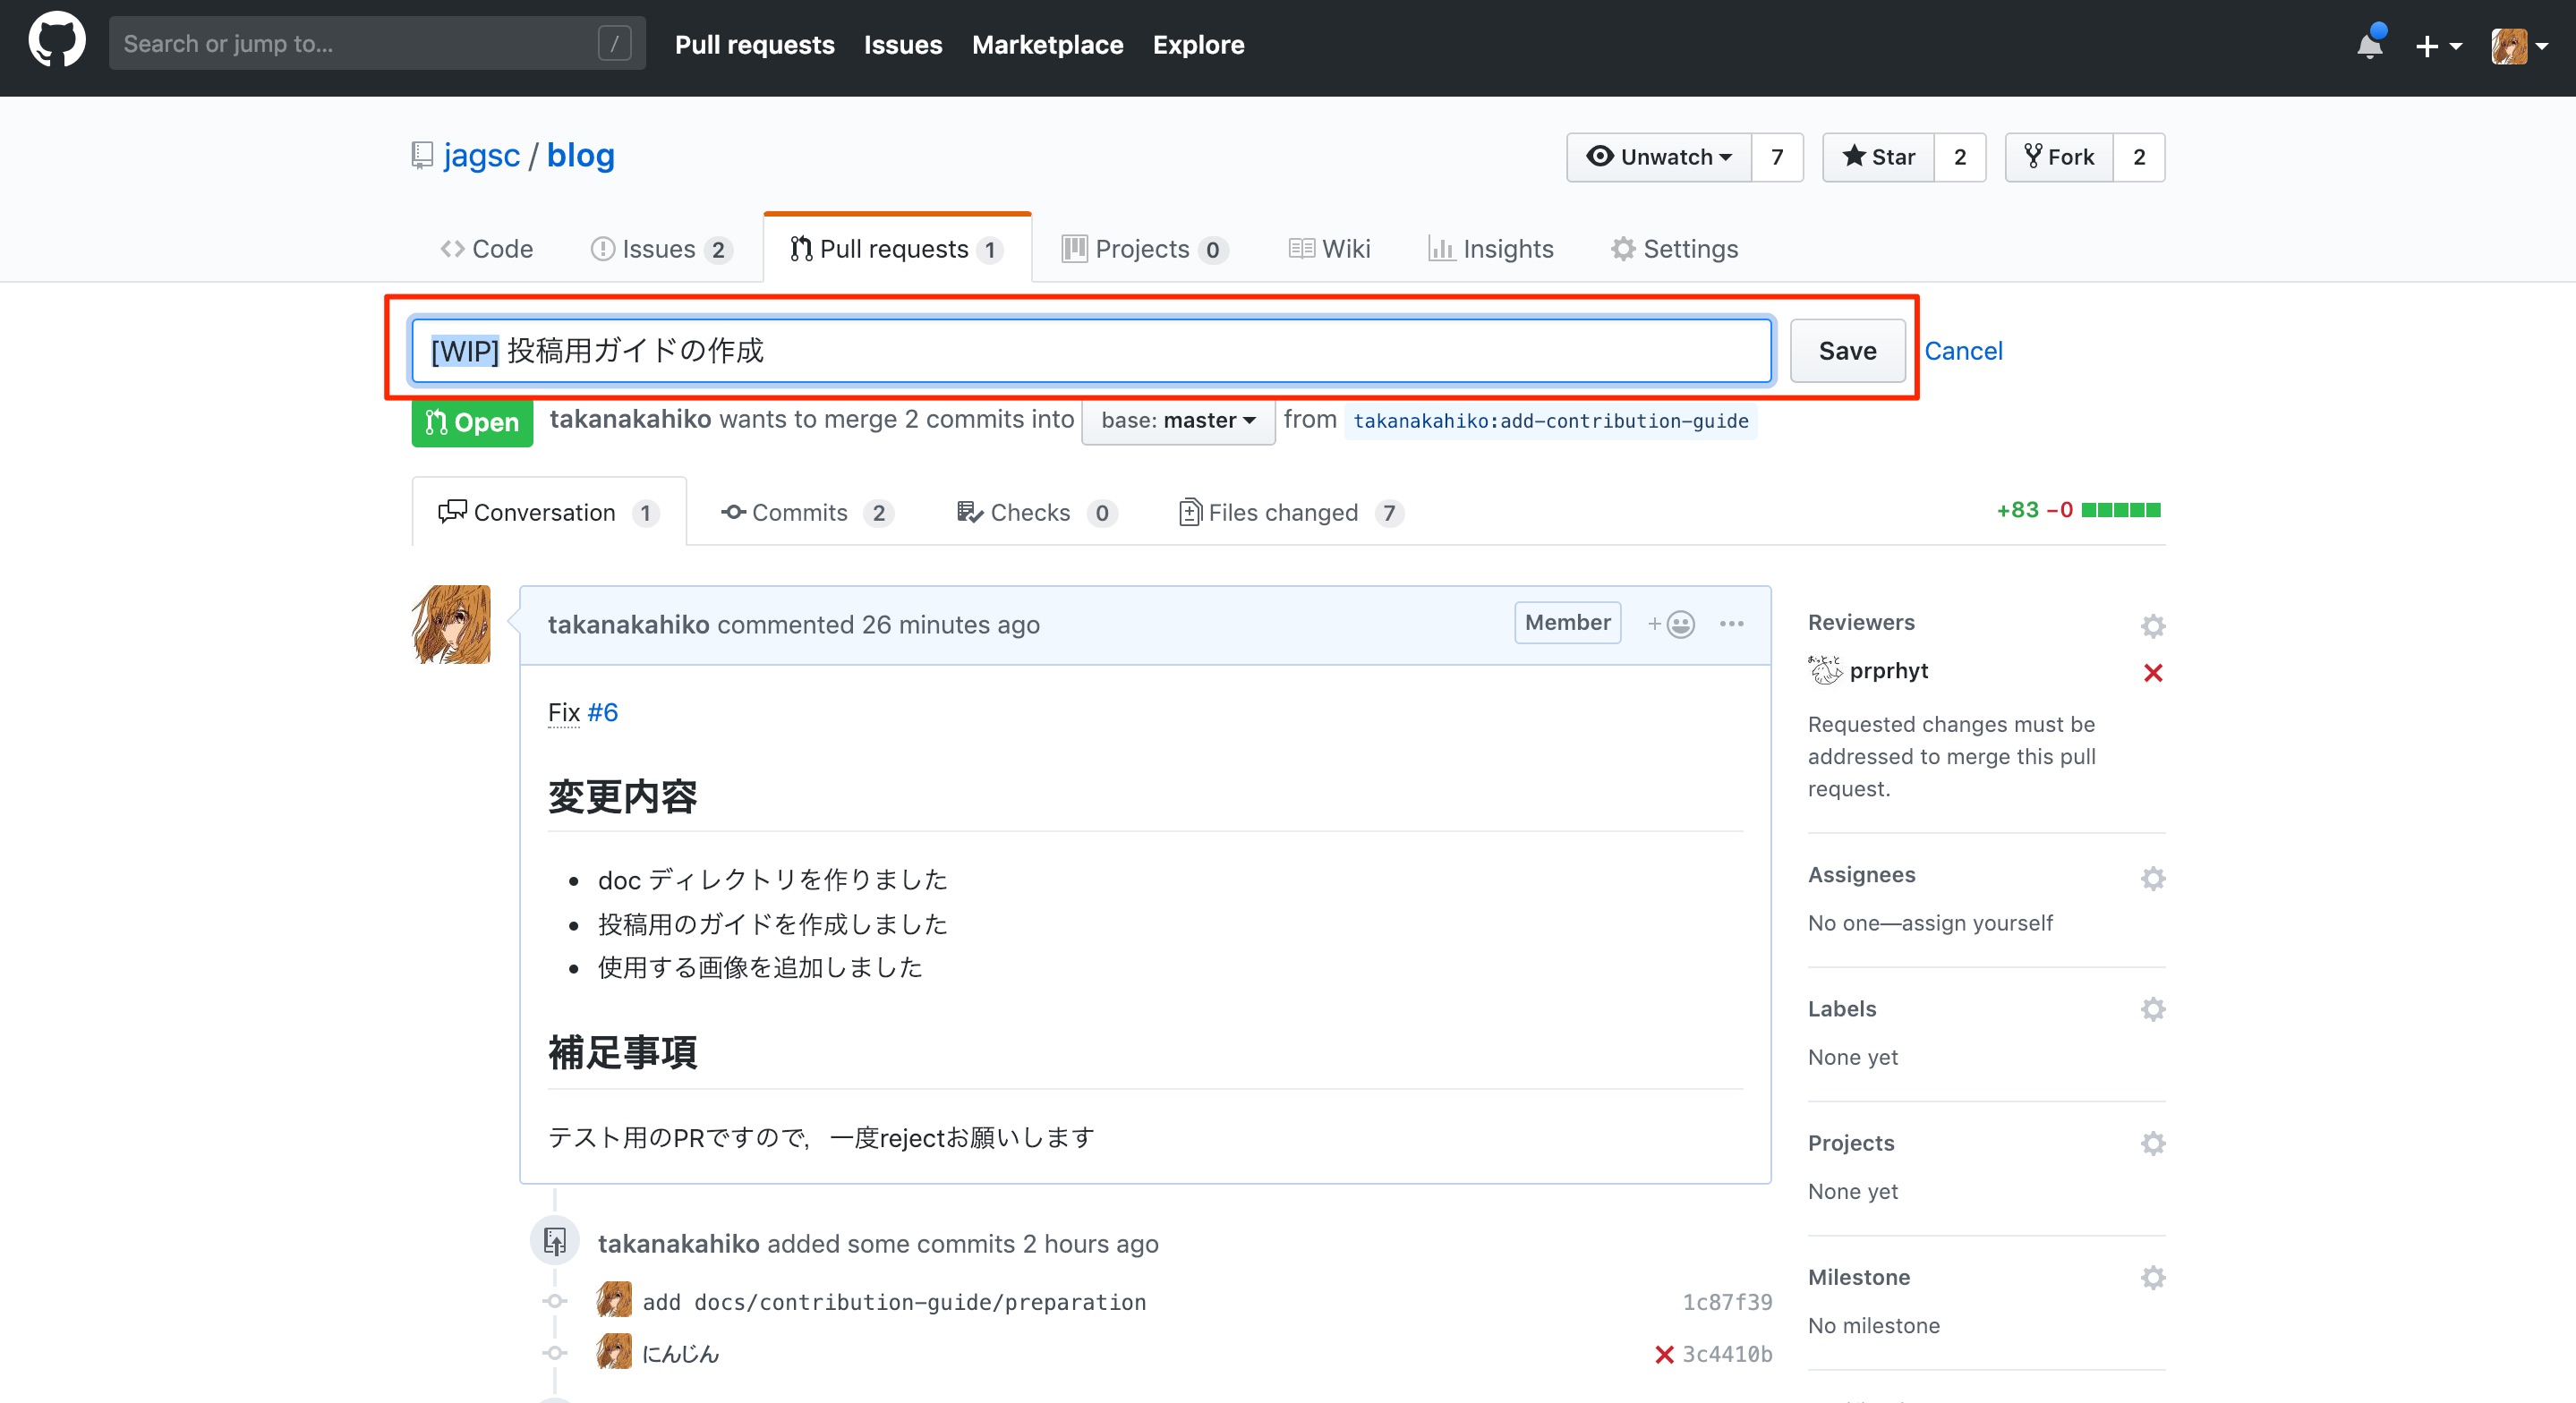 Search or jump to... / Pull requests Issues Marketplace Explore
jagsc / blog Unwatch 7 Star 2 Fork 2
Code Issues 2 Pull requests 1 Projects 0 Wiki Insights Settings
[WIP] 投稿用ガイドの作成 Save Cancel
Open takanakahiko wants to merge 2 commits into base: master from takanakahiko:add-contribution-guide
Conversation 1 Commits 2 Checks 0 Files changed 7 +83 −0
takanakahiko commented 26 minutes ago Member
Fix #6
変更内容
doc ディレクトリを作りました
投稿用のガイドを作成しました
使用する画像を追加しました
補足事項
テスト用のPRですので，一度rejectお願いします
takanakahiko added some commits 2 hours ago
add docs/contribution-guide/preparation 1c87f39
にんじん 3c4410b
Reviewers
prprhyt
Requested changes must be
addressed to merge this pull
request.
Assignees
No one—assign yourself
Labels
None yet
Projects
None yet
Milestone
No milestone